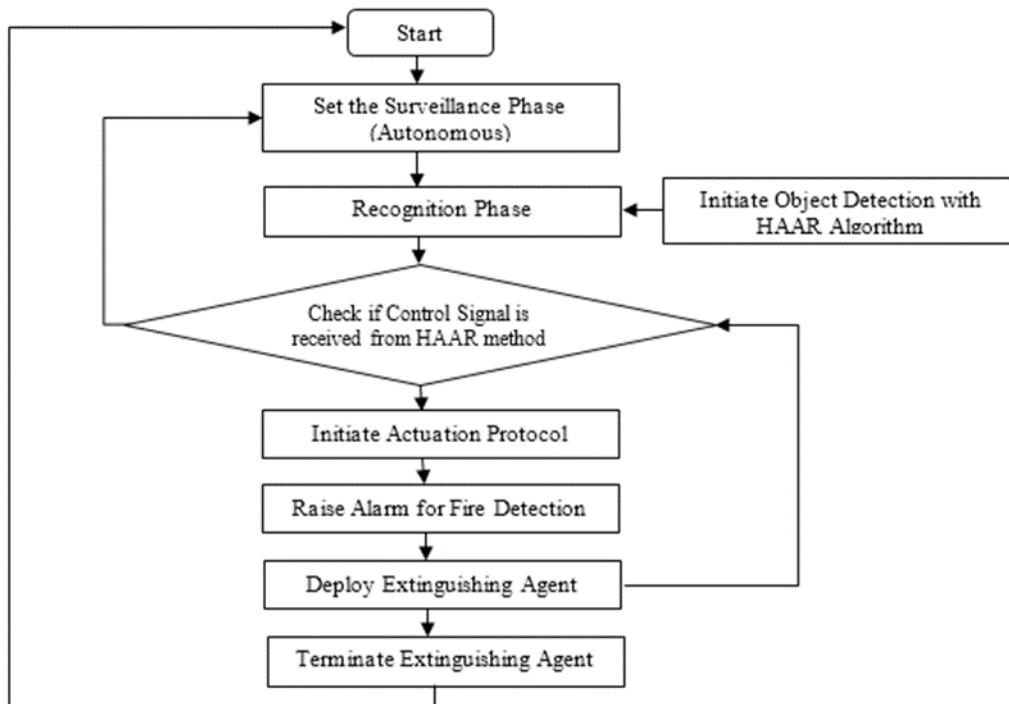 Start
Set the Surveillance Phase
(Autonomous)
Recognition Phase
Initiate Object Detection with
HAAR Algorithm
Check if Control Signal is
received from HAAR method
Initiate Actuation Protocol
Raise Alarm for Fire Detection
Deploy Extinguishing Agent
Terminate Extinguishing Agent